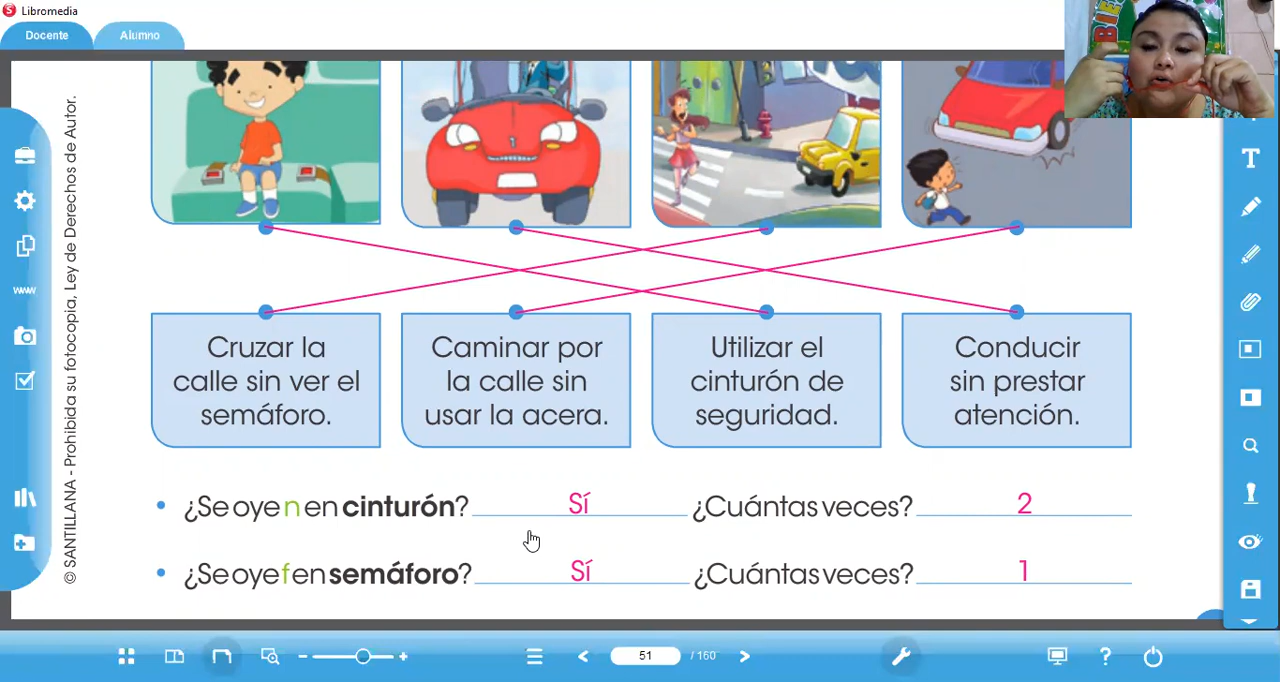 Libromedia
Docente
Alumno
BIE
© SANTILLANA - Prohibida su fotocopia, Ley de Derechos de Autor.
www
T
Cruzar la
calle sin ver el
semáforo.
Caminar por
la calle sin
usar la acera.
Utilizar el
cinturón de
seguridad.
Conducir
sin prestar
atención.
• ¿Se oye n en cinturón? Sí ¿Cuántas veces? 2
• ¿Se oye f en semáforo? Sí ¿Cuántas veces? 1
51 / 160